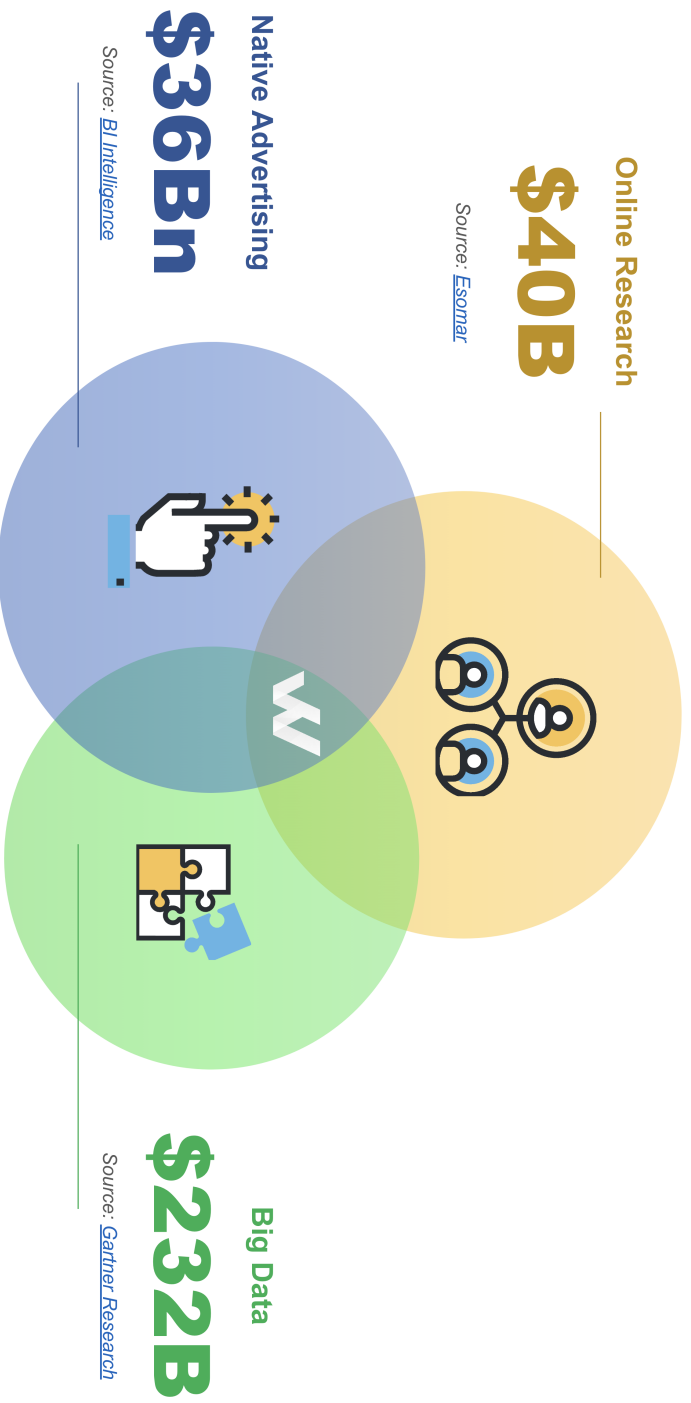 Online Research
$40B
Source: Esomar
Native Advertising
$36Bn
Source: BI Intelligence
W
Big Data
$232B
Source: Gartner Research